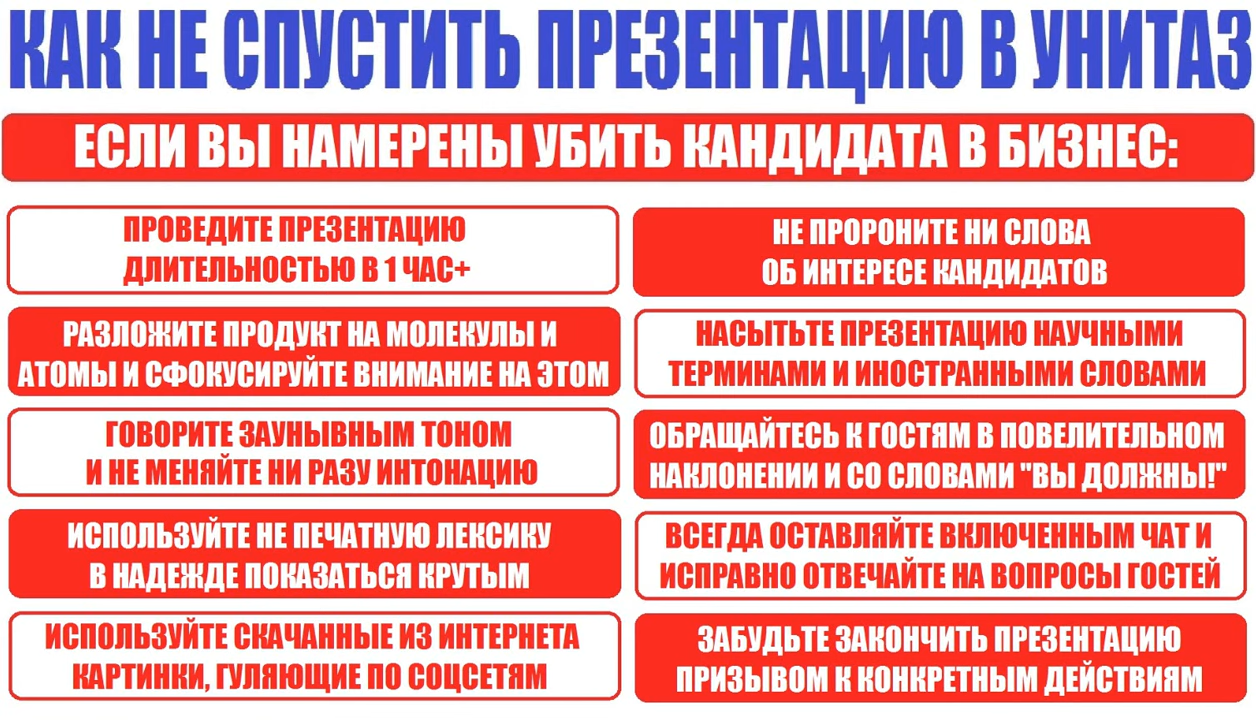 КАК НЕ СПУСТИТЬ ПРЕЗЕНТАЦИЮ В УНИТАЗ
ЕСЛИ ВЫ НАМЕРЕНЫ УБИТЬ КАНДИДАТА В БИЗНЕС:
ПРОВЕДИТЕ ПРЕЗЕНТАЦИЮ
ДЛИТЕЛЬНОСТЬЮ В 1 ЧАС+
НЕ ПРОРОНИТЕ НИ СЛОВА
ОБ ИНТЕРЕСЕ КАНДИДАТОВ
РАЗЛОЖИТЕ ПРОДУКТ НА МОЛЕКУЛЫ И
АТОМЫ И СФОКУСИРУЙТЕ ВНИМАНИЕ НА ЭТОМ
НАСЫТЬТЕ ПРЕЗЕНТАЦИЮ НАУЧНЫМИ
ТЕРМИНАМИ И ИНОСТРАННЫМИ СЛОВАМИ
ГОВОРИТЕ ЗАУНЫВНЫМ ТОНОМ
И НЕ МЕНЯЙТЕ НИ РАЗУ ИНТОНАЦИЮ
ОБРАЩАЙТЕСЬ К ГОСТЯМ В ПОВЕЛИТЕЛЬНОМ
НАКЛОНЕНИИ И СО СЛОВАМИ "ВЫ ДОЛЖНЫ!"
ИСПОЛЬЗУЙТЕ НЕ ПЕЧАТНУЮ ЛЕКСИКУ
В НАДЕЖДЕ ПОКАЗАТЬСЯ КРУТЫМ
ВСЕГДА ОСТАВЛЯЙТЕ ВКЛЮЧЕННЫМ ЧАТ И
ИСПРАВНО ОТВЕЧАЙТЕ НА ВОПРОСЫ ГОСТЕЙ
ИСПОЛЬЗУЙТЕ СКАЧАННЫЕ ИЗ ИНТЕРНЕТА
КАРТИНКИ, ГУЛЯЮЩИЕ ПО СОЦСЕТЯМ
ЗАБУДЬТЕ ЗАКОНЧИТЬ ПРЕЗЕНТАЦИЮ
ПРИЗЫВОМ К КОНКРЕТНЫМ ДЕЙСТВИЯМ